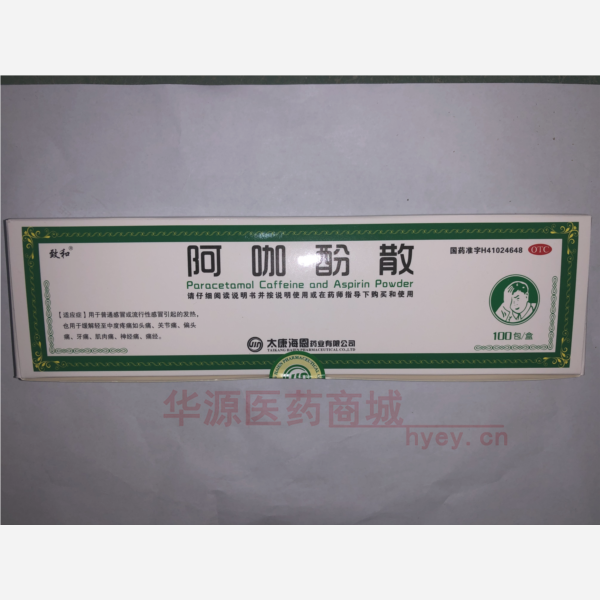 致和®
阿咖酚散
国药准字H41024648
OTC
Paracetamol Caffeine and Aspirin Powder
请仔细阅读说明书并按说明使用或在药师指导下购买和使用
【适应症】用于普通感冒或流行性感冒引起的发热,
也用于缓解轻至中度疼痛如头痛、关节痛、偏头
痛、牙痛、肌肉痛、神经痛、痛经。
太康海恩药业有限公司
TAIKANG HAIEN PHARMACEUTICAL CO.,LTD
100包/盒
华源医药商城
hyey.cn